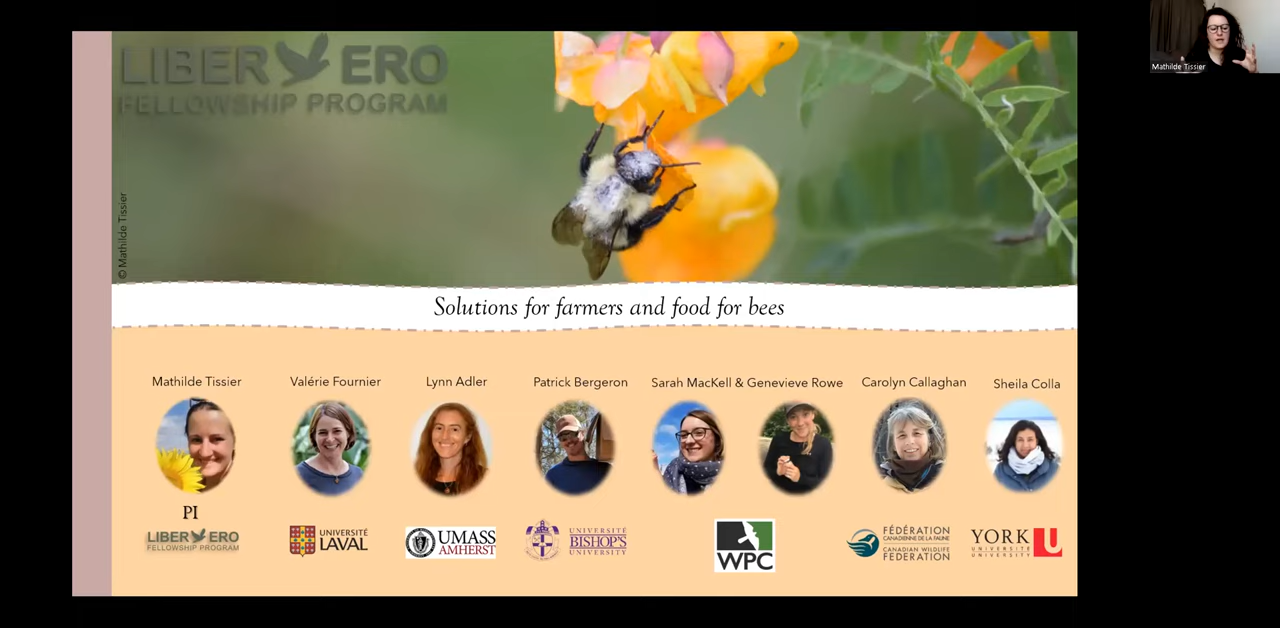 LIBER ERO
FELLOWSHIP PROGRAM
Mathilde Tissier
© Mathilde Tissier
Solutions for farmers and food for bees
Mathilde Tissier
Valérie Fournier
Lynn Adler
Patrick Bergeron
Sarah MacKell & Genevieve Rowe
Carolyn Callaghan
Sheila Colla
PI
LIBER ERO
FELLOWSHIP PROGRAM
UNIVERSITÉ
LAVAL
UMASS
AMHERST
UNIVERSITÉ
BISHOP'S
UNIVERSITY
WPC
FÉDÉRATION
CANADIENNE DE LA FAUNE
CANADIAN WILDLIFE
FEDERATION
YORK
UNIVERSITÉ
UNIVERSITY
U